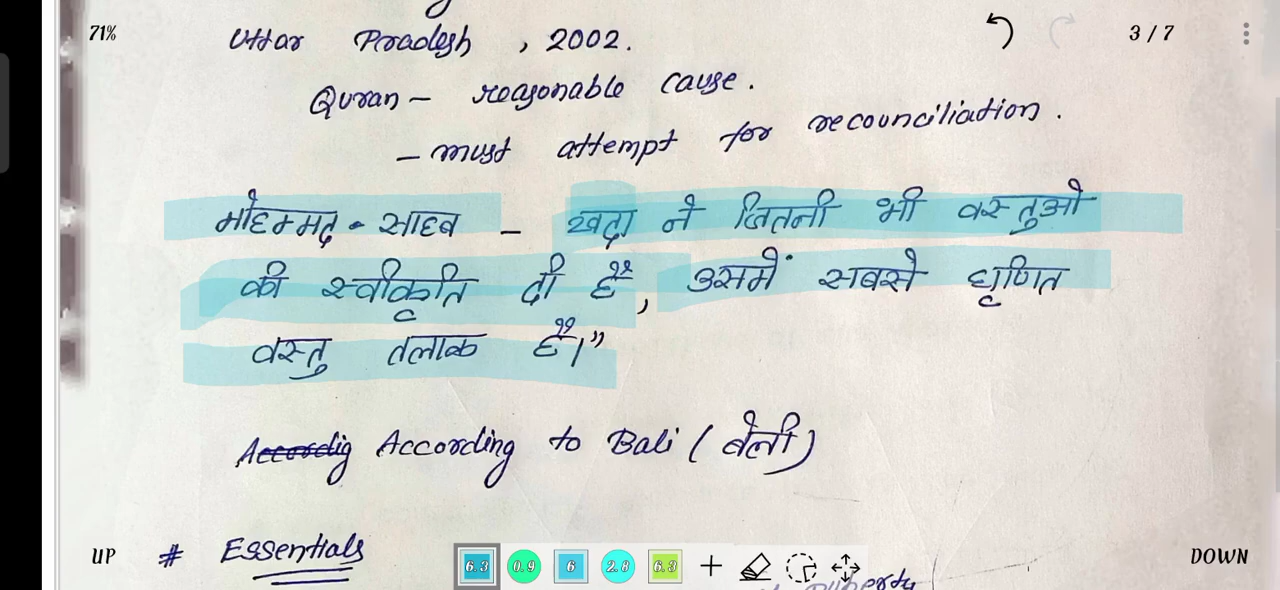 71%
3 / 7
Uttar Pradesh , 2002.
Quran - reasonable cause.
- must attempt for recounciliation.
मोहम्मद - साहब - खुदा ने जितनी भी वस्तुओ
की स्वीकृति दी है, उसमें सबसे घृणित
वस्तु तलाक है।"
According to Bali ( बेली )
UP
# Essentials
6.3 0.9 6 2.8 6.3
DOWN